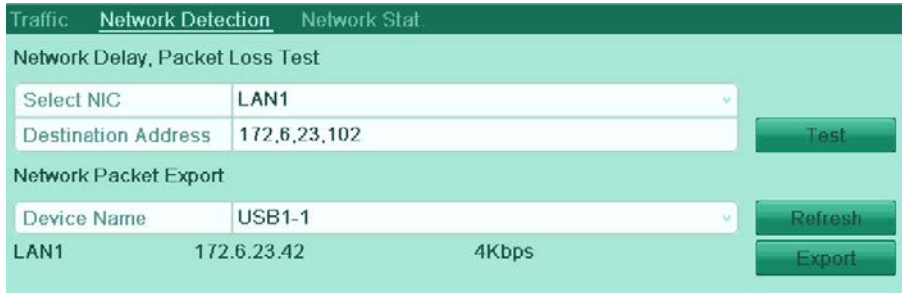 Traffic Network Detection Network Stat.
Network Delay, Packet Loss Test
Select NIC LAN1
Destination Address 172,6,23,102 Test
Network Packet Export
Device Name USB1-1 Refresh
LAN1 172.6.23.42 4Kbps Export